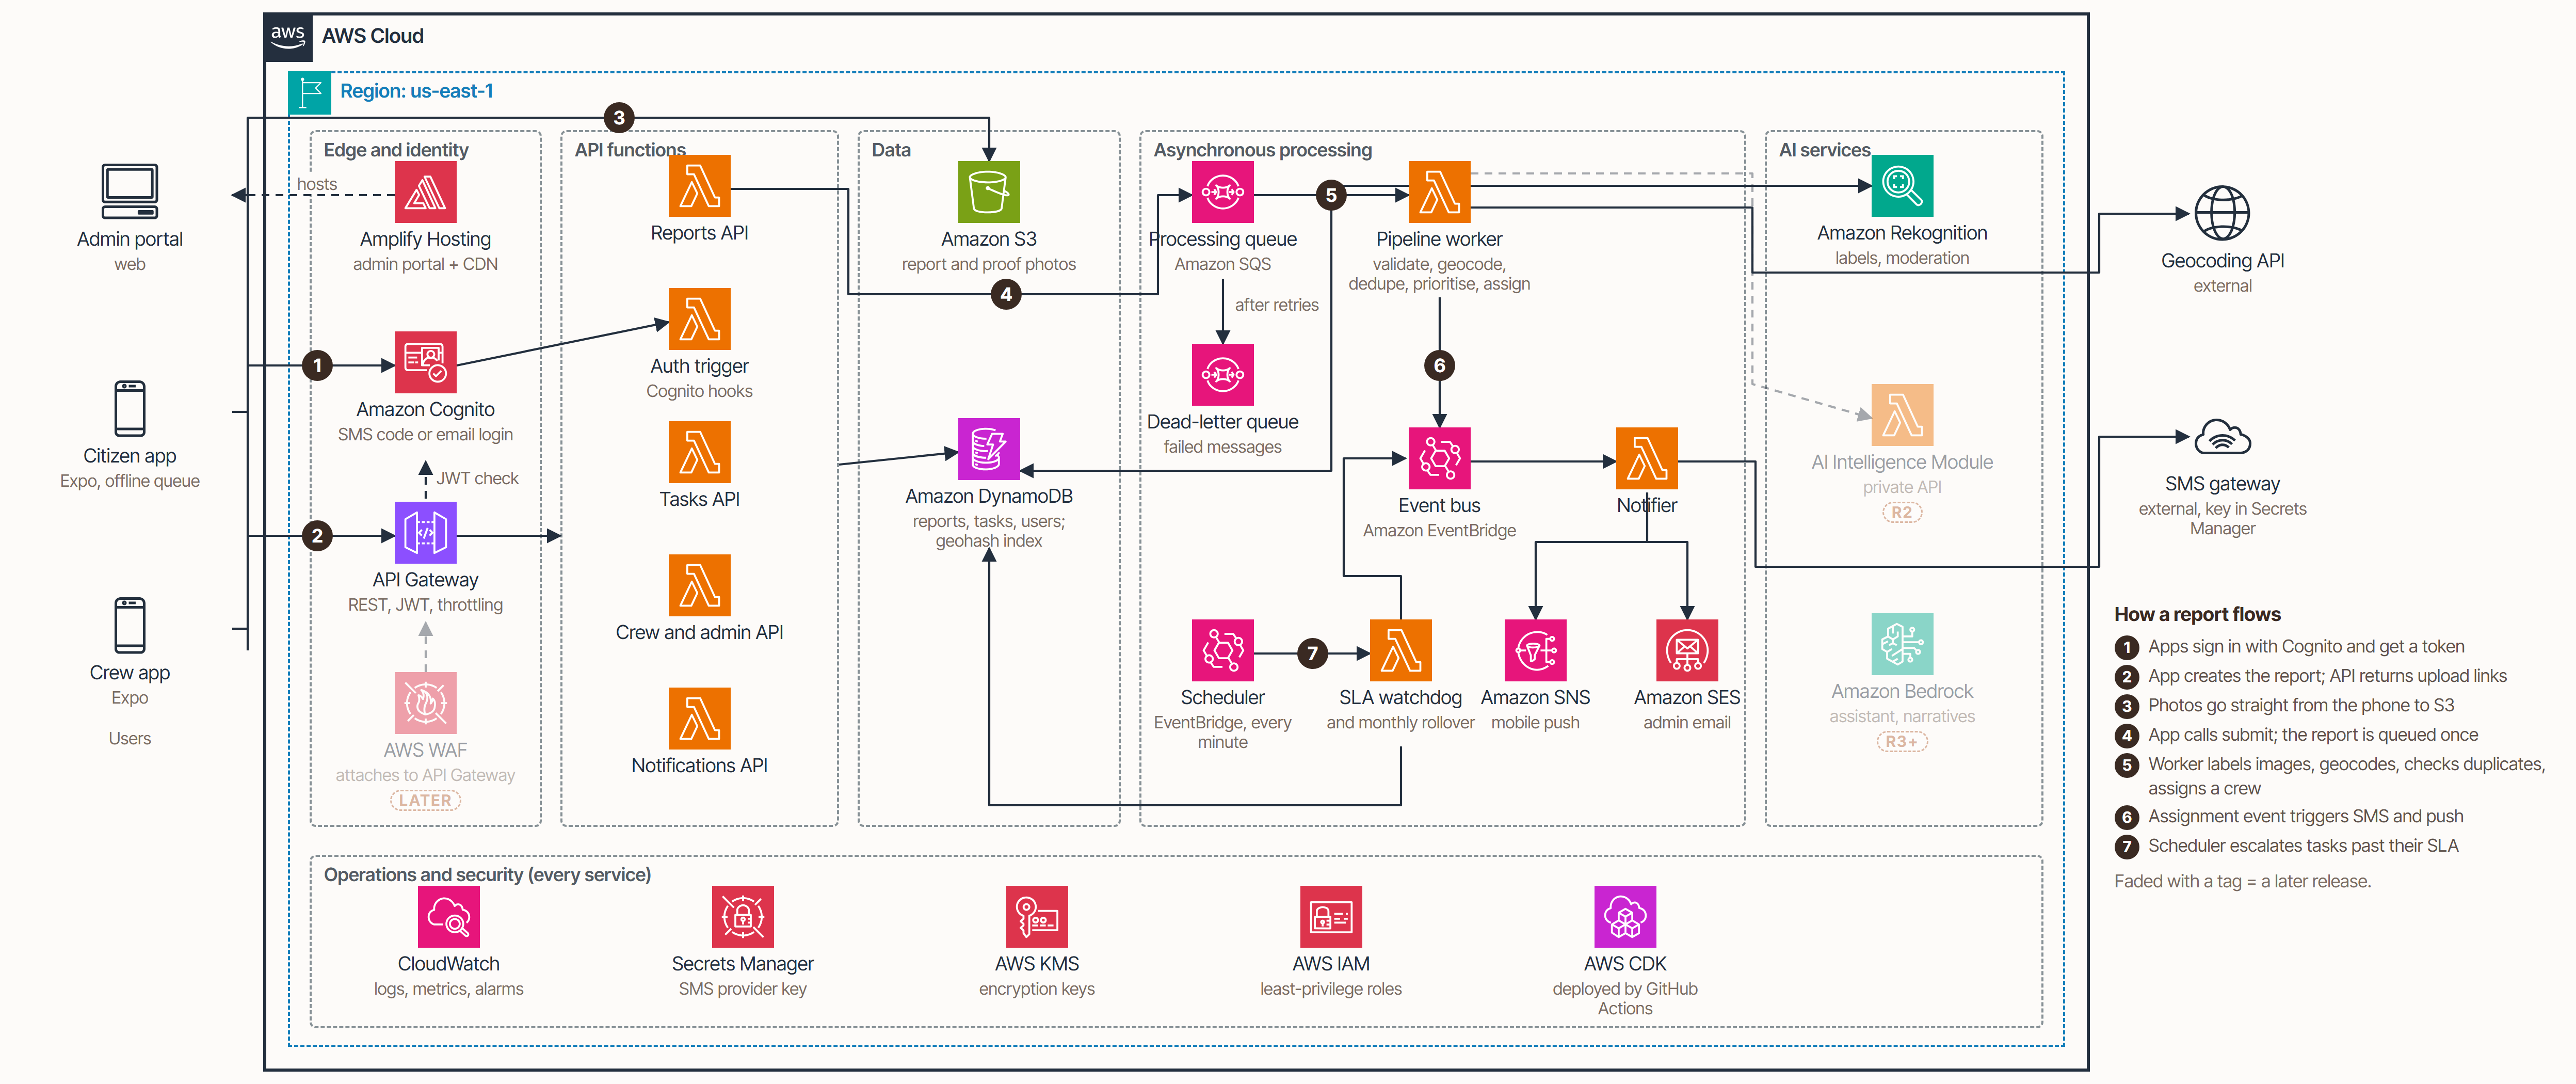 aws
AWS Cloud
Region: us-east-1
3
Edge and identity
API functions
Data
Asynchronous processing
AI services
hosts
Admin portal
web
Amplify Hosting
admin portal + CDN
Reports API
Amazon S3
report and proof photos
4
Processing queue
Amazon SQS
after retries
5
Pipeline worker
validate, geocode,
dedupe, prioritise, assign
Amazon Rekognition
labels, moderation
Geocoding API
external
1
Amazon Cognito
SMS code or email login
Auth trigger
Cognito hooks
Dead-letter queue
failed messages
6
Citizen app
Expo, offline queue
JWT check
Tasks API
Amazon DynamoDB
reports, tasks, users;
geohash index
Event bus
Amazon EventBridge
Notifier
AI Intelligence Module
private API
R2
SMS gateway
external, key in Secrets
Manager
2
API Gateway
REST, JWT, throttling
Crew and admin API
Crew app
Expo
Users
AWS WAF
attaches to API Gateway
LATER
Notifications API
Scheduler
EventBridge, every
minute
7
SLA watchdog
and monthly rollover
Amazon SNS
mobile push
Amazon SES
admin email
Amazon Bedrock
assistant, narratives
R3+
How a report flows
1 Apps sign in with Cognito and get a token
2 App creates the report; API returns upload links
3 Photos go straight from the phone to S3
4 App calls submit; the report is queued once
5 Worker labels images, geocodes, checks duplicates,
assigns a crew
6 Assignment event triggers SMS and push
7 Scheduler escalates tasks past their SLA
Faded with a tag = a later release.
Operations and security (every service)
CloudWatch
logs, metrics, alarms
Secrets Manager
SMS provider key
AWS KMS
encryption keys
AWS IAM
least-privilege roles
AWS CDK
deployed by GitHub
Actions